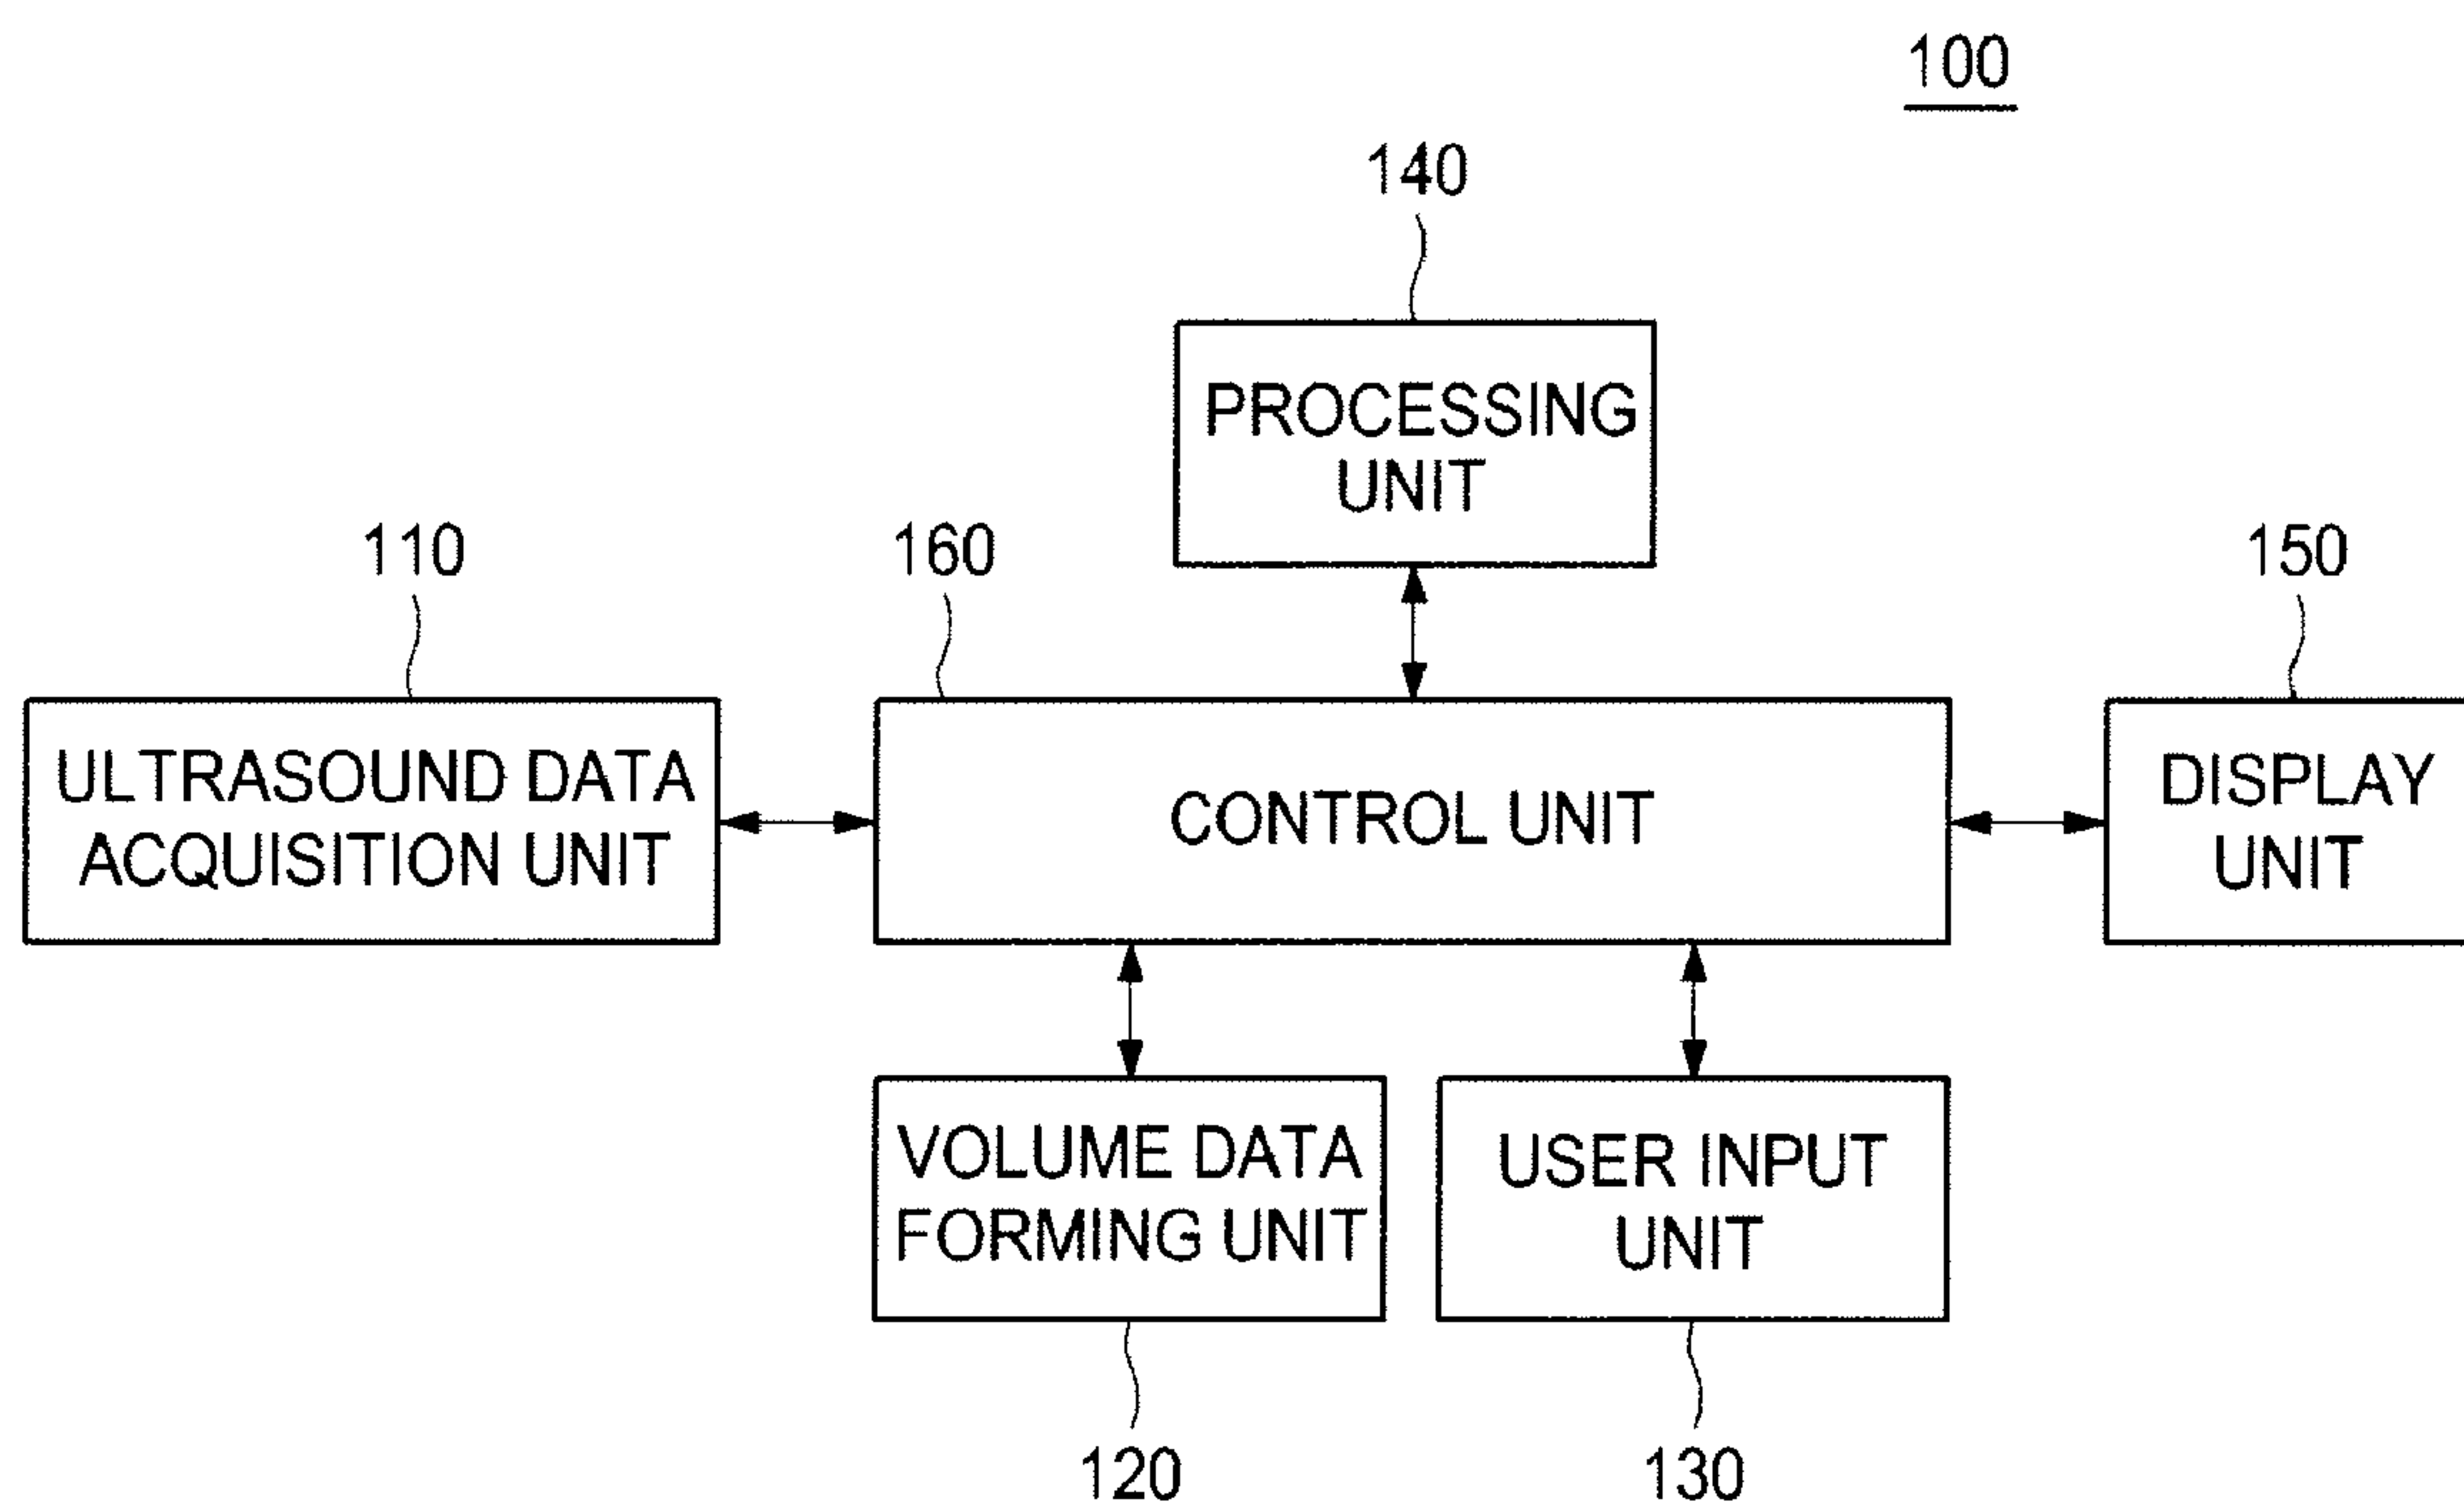 100
140
PROCESSING
UNIT
110
160
150
ULTRASOUND DATA
ACQUISITION UNIT
CONTROL UNIT
DISPLAY
UNIT
VOLUME DATA
FORMING UNIT
USER INPUT
UNIT
120
130